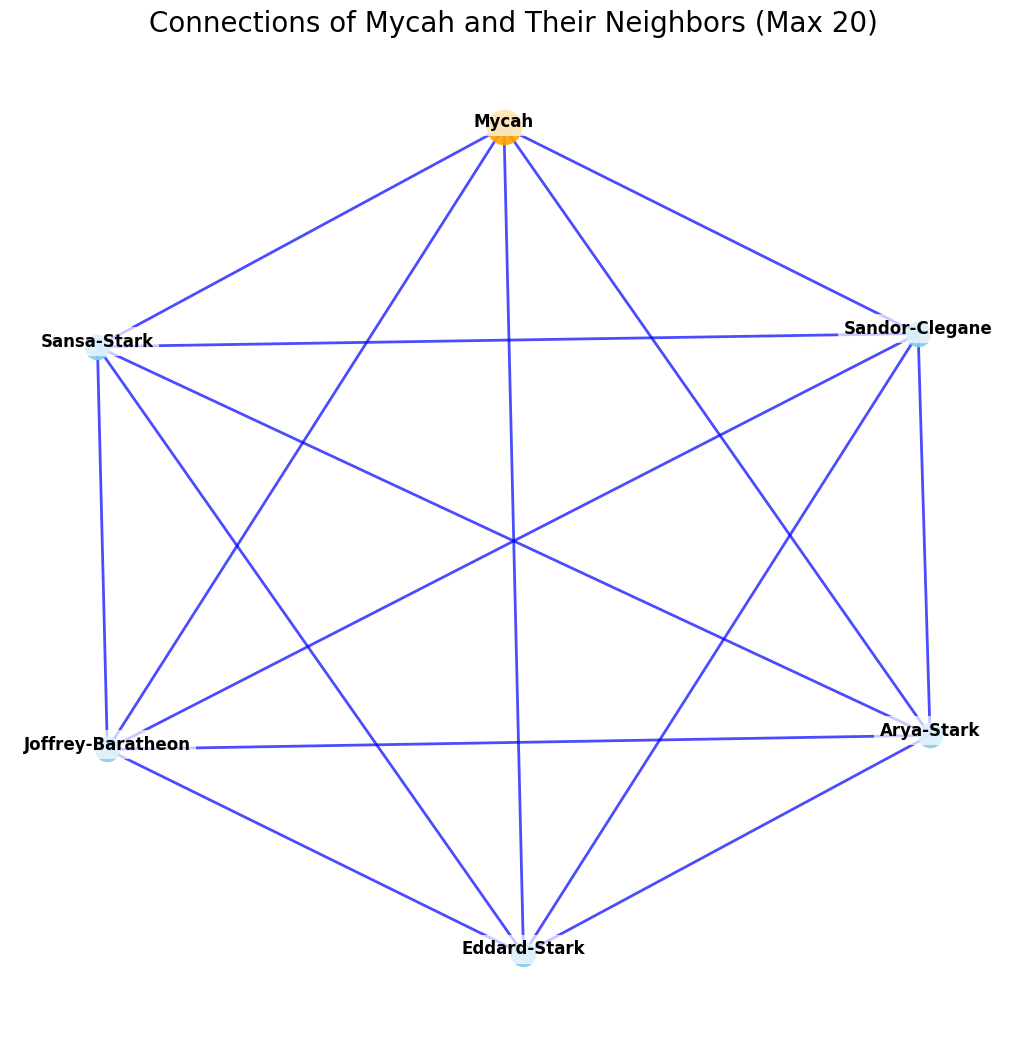 Connections of Mycah and Their Neighbors (Max 20)
Mycah
Sandor-Clegane
Sansa-Stark
Arya-Stark
Joffrey-Baratheon
Eddard-Stark